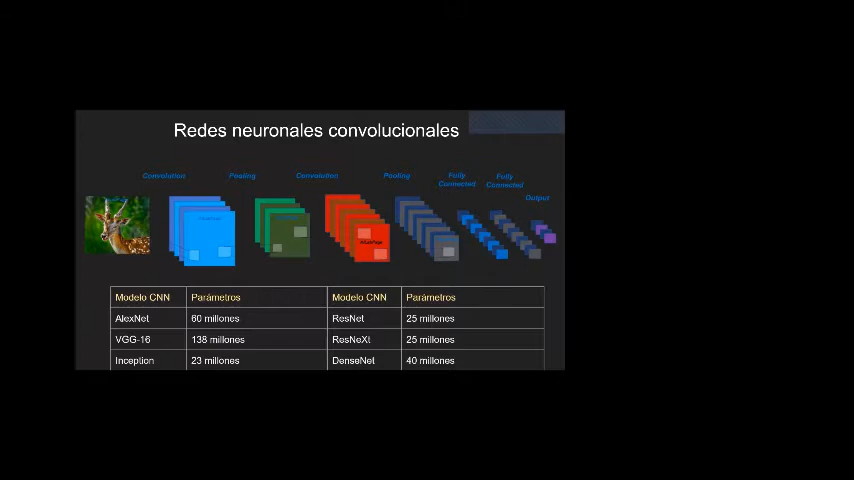 Redes neuronales convolucionales
Convolution Pooling Convolution Pooling Fully Connected Fully Connected Output
Modelo CNN Parámetros Modelo CNN Parámetros
AlexNet 60 millones ResNet 25 millones
VGG-16 138 millones ResNeXt 25 millones
Inception 23 millones DenseNet 40 millones